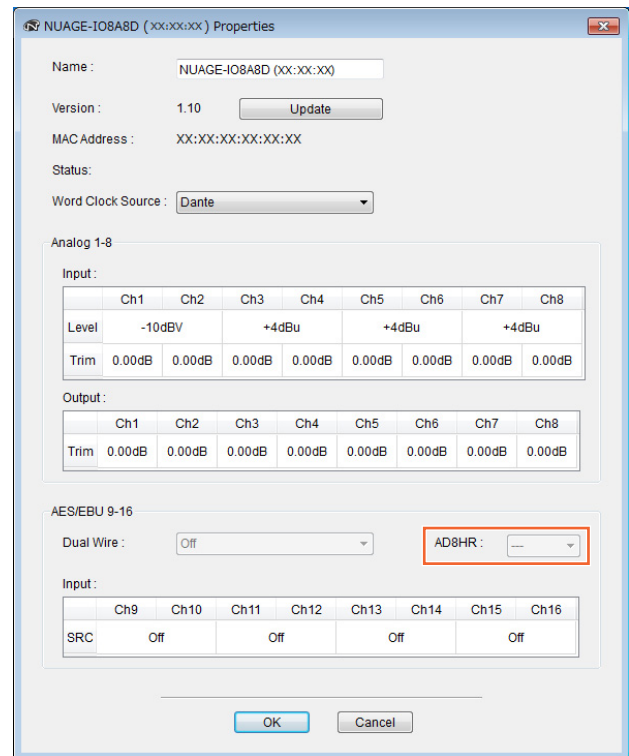 NUAGE-IO8A8D (XX:XX:XX) Properties
Name : NUAGE-IO8A8D (XX:XX:XX)
Version : 1.10 Update
MAC Address : XX:XX:XX:XX:XX:XX
Status:
Word Clock Source : Dante
Analog 1-8
Input :
Ch1 Ch2 Ch3 Ch4 Ch5 Ch6 Ch7 Ch8
Level -10dBV +4dBu +4dBu +4dBu
Trim 0.00dB 0.00dB 0.00dB 0.00dB 0.00dB 0.00dB 0.00dB 0.00dB
Output :
Ch1 Ch2 Ch3 Ch4 Ch5 Ch6 Ch7 Ch8
Trim 0.00dB 0.00dB 0.00dB 0.00dB 0.00dB 0.00dB 0.00dB 0.00dB
AES/EBU 9-16
Dual Wire : Off AD8HR : ---
Input :
Ch9 Ch10 Ch11 Ch12 Ch13 Ch14 Ch15 Ch16
SRC Off Off Off Off
OK Cancel